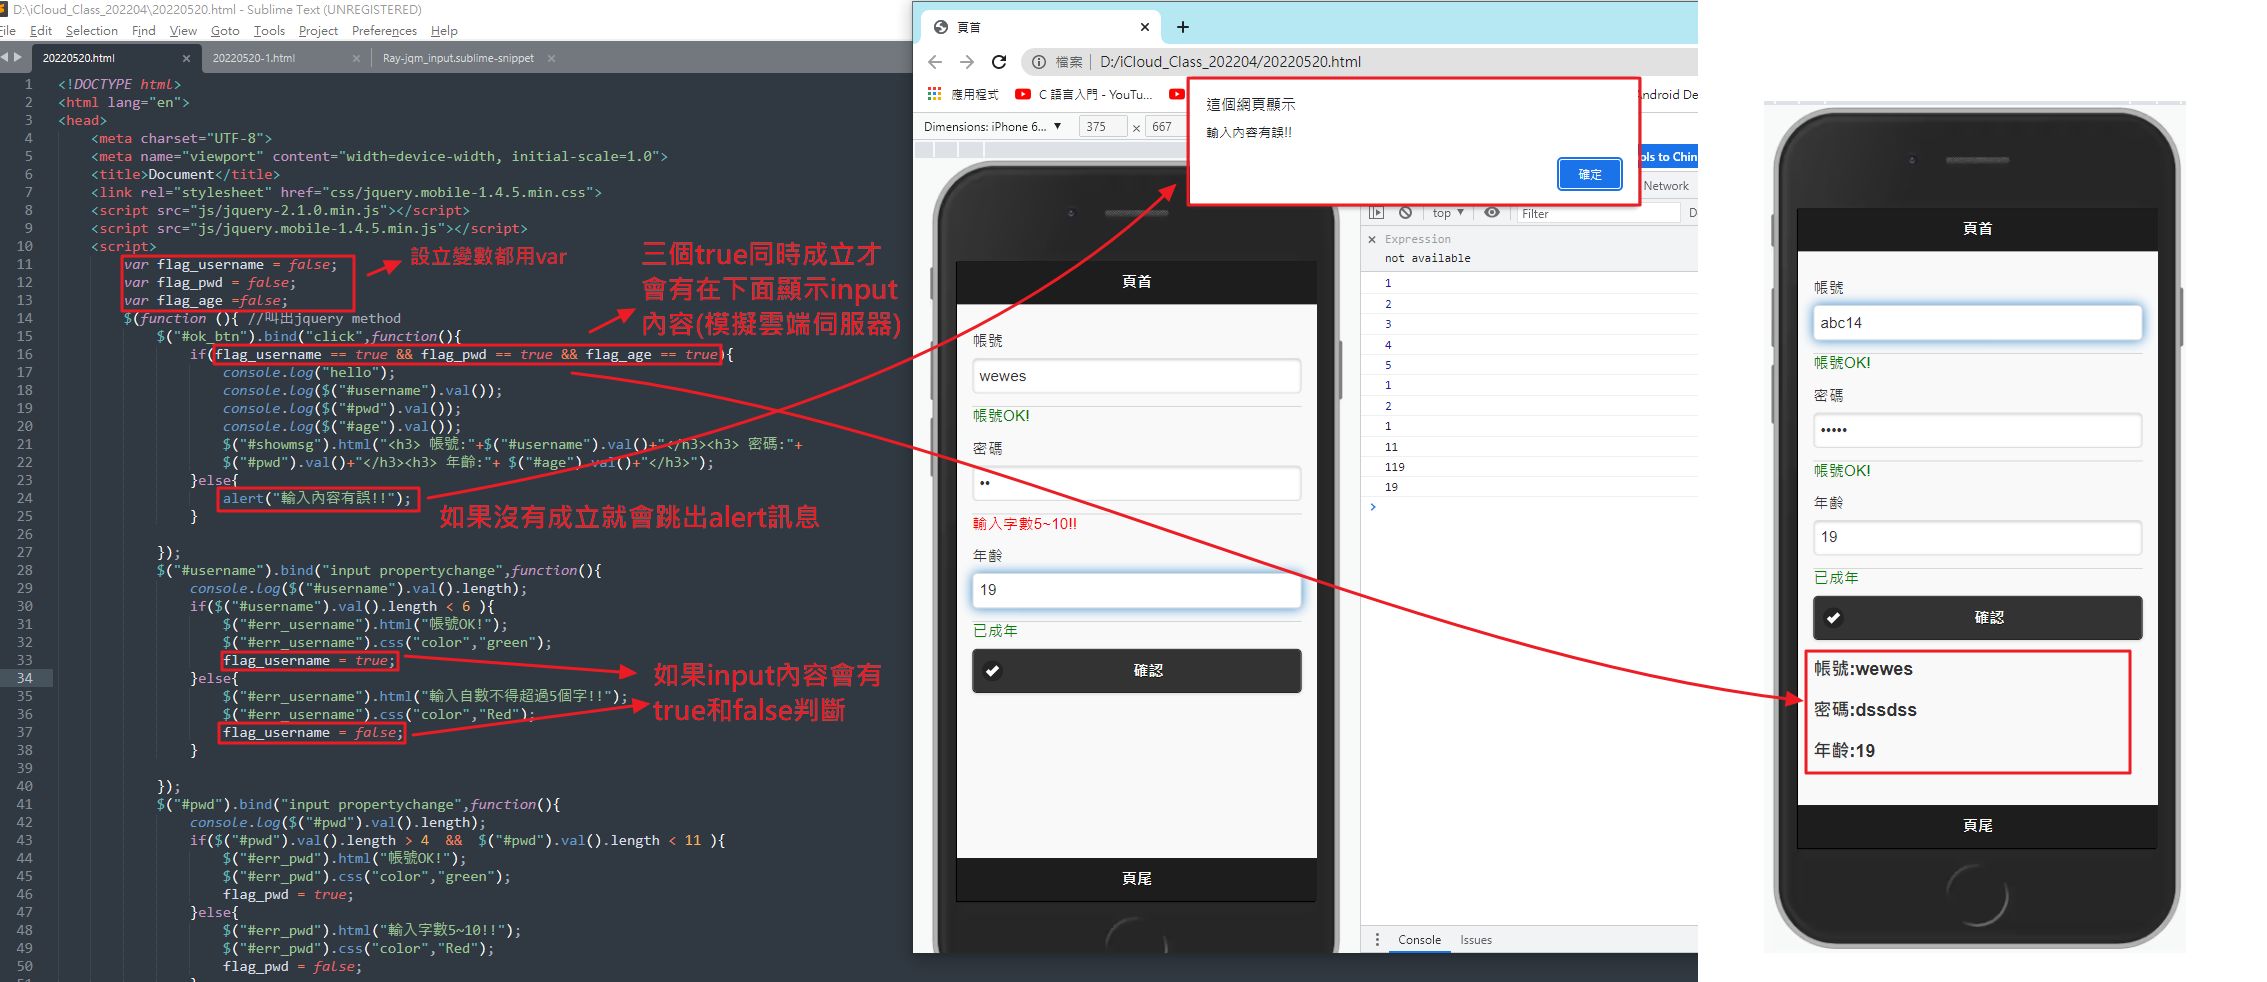 D:\iCloud_Class_202204\20220520.html - Sublime Text (UNREGISTERED)
File Edit Selection Find View Goto Tools Project Preferences Help
20220520.html × 20220520-1.html × Ray-jqm_input.sublime-snippet ×
1 <!DOCTYPE html>
2 <html lang="en">
3 <head>
4 <meta charset="UTF-8">
5 <meta name="viewport" content="width=device-width, initial-scale=1.0">
6 <title>Document</title>
7 <link rel="stylesheet" href="css/jquery.mobile-1.4.5.min.css">
8 <script src="js/jquery-2.1.0.min.js"></script>
9 <script src="js/jquery.mobile-1.4.5.min.js"></script>
10 <script>
11 var flag_username = false;
12 var flag_pwd = false;
13 var flag_age =false;
14 $(function (){ //叫出jquery method
15 $("#ok_btn").bind("click",function(){
16 if(flag_username == true && flag_pwd == true && flag_age == true){
17 console.log("hello");
18 console.log($("#username").val());
19 console.log($("#pwd").val());
20 console.log($("#age").val());
21 $("#showmsg").html("<h3> 帳號:"+$("#username").val()+"</h3><h3> 密碼:"+
22 $("#pwd").val()+"</h3><h3> 年齡:"+ $("#age").val()+"</h3>");
23 }else{
24 alert("輸入內容有誤!!");
25 }
26
27 });
28 $("#username").bind("input propertychange",function(){
29 console.log($("#username").val().length);
30 if($("#username").val().length < 6 ){
31 $("#err_username").html("帳號OK!");
32 $("#err_username").css("color","green");
33 flag_username = true;
34 }else{
35 $("#err_username").html("輸入自數不得超過5個字!!");
36 $("#err_username").css("color","Red");
37 flag_username = false;
38 }
39
40 });
41 $("#pwd").bind("input propertychange",function(){
42 console.log($("#pwd").val().length);
43 if($("#pwd").val().length > 4 && $("#pwd").val().length < 11 ){
44 $("#err_pwd").html("帳號OK!");
45 $("#err_pwd").css("color","green");
46 flag_pwd = true;
47 }else{
48 $("#err_pwd").html("輸入字數5~10!!");
49 $("#err_pwd").css("color","Red");
50 flag_pwd = false;
設立變數都用var
三個true同時成立才
會有在下面顯示input
內容(模擬雲端伺服器)
如果沒有成立就會跳出alert訊息
如果input內容會有
true和false判斷
頁首 × +
檔案 | D:/iCloud_Class_202204/20220520.html
應用程式 C 語言入門 - YouTu... Android De
Dimensions: iPhone 6... ▼ 375 × 667
這個網頁顯示
輸入內容有誤!!
確定
ols to Chin
Network
top ▼ Filter D
× Expression
not available
1
2
3
4
5
1
2
1
11
119
19
>
Console Issues
頁首
帳號
wewes
帳號OK!
密碼
••
輸入字數5~10!!
年齡
19
已成年
確認
頁尾
頁首
帳號
abc14
帳號OK!
密碼
•••••
帳號OK!
年齡
19
已成年
確認
帳號:wewes
密碼:dssdss
年齡:19
頁尾